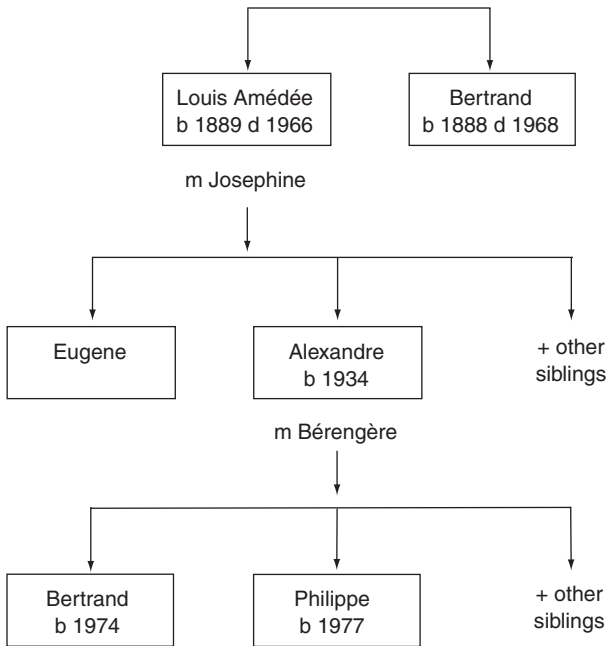 Louis Amédée
b 1889 d 1966
Bertrand
b 1888 d 1968
m Josephine
Eugene
Alexandre
b 1934
+ other
siblings
m Bérengère
Bertrand
b 1974
Philippe
b 1977
+ other
siblings